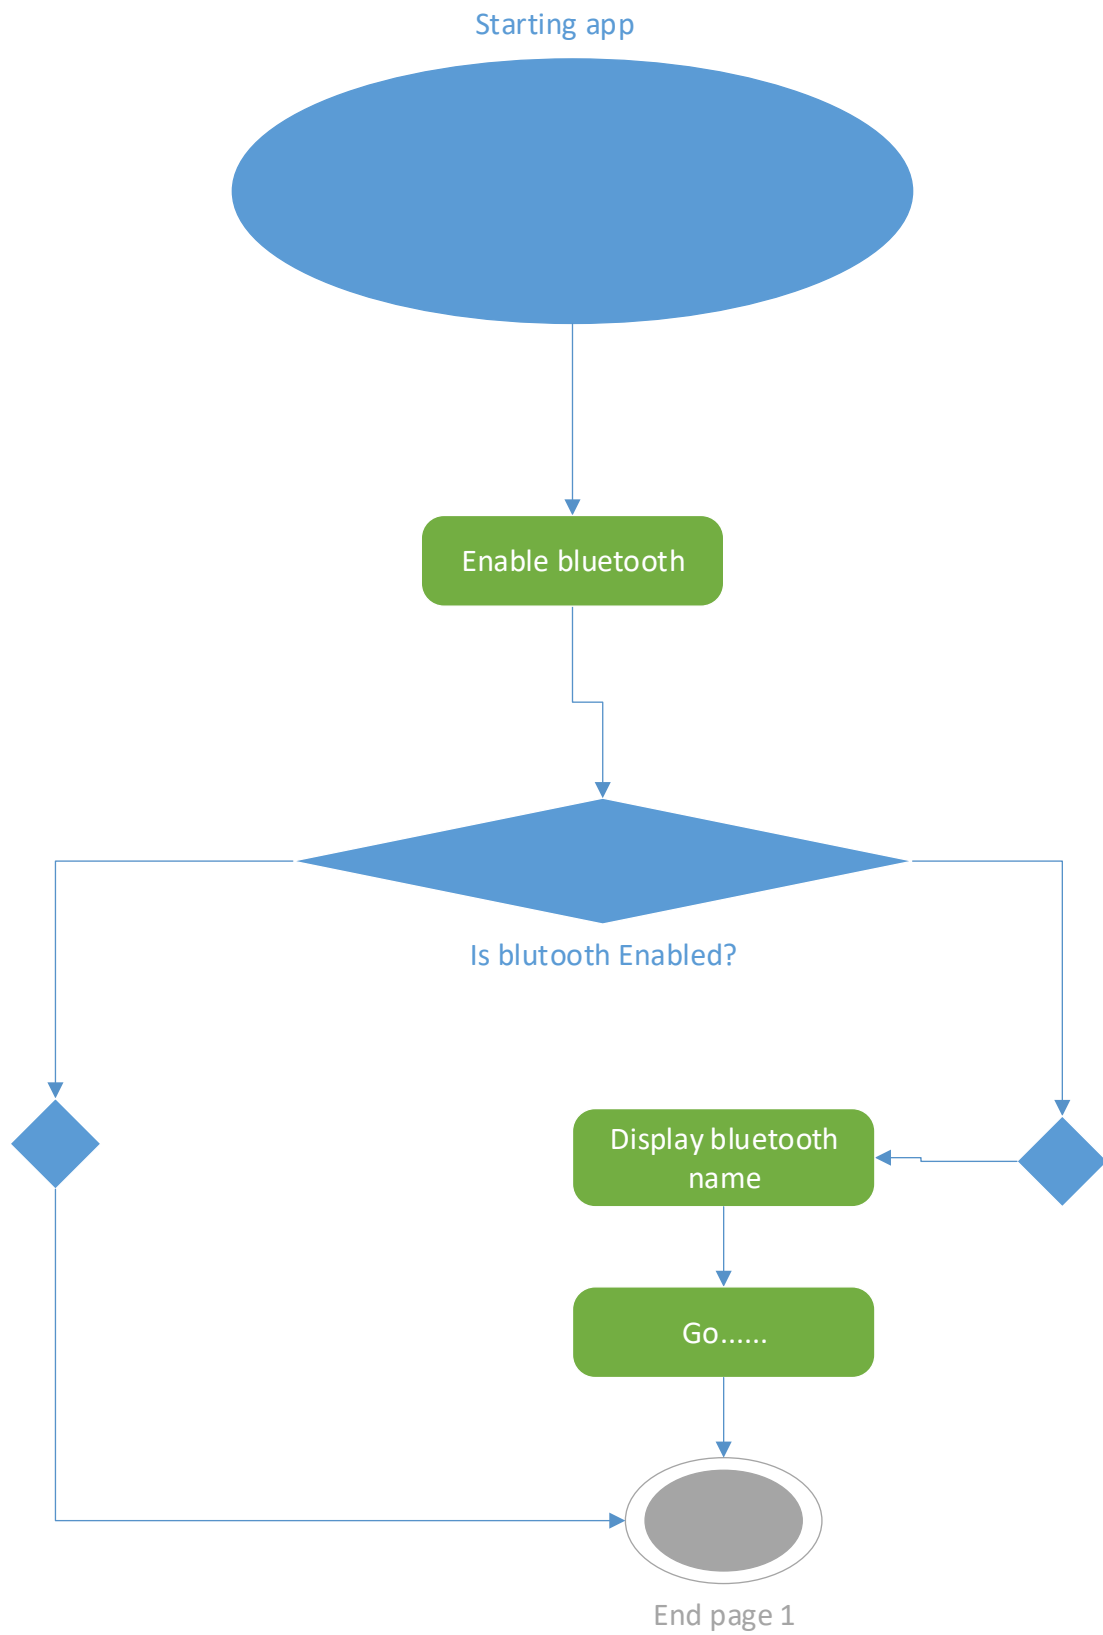 Starting app
Enable bluetooth
Is blutooth Enabled?
Display bluetooth
name
Go......
End page 1